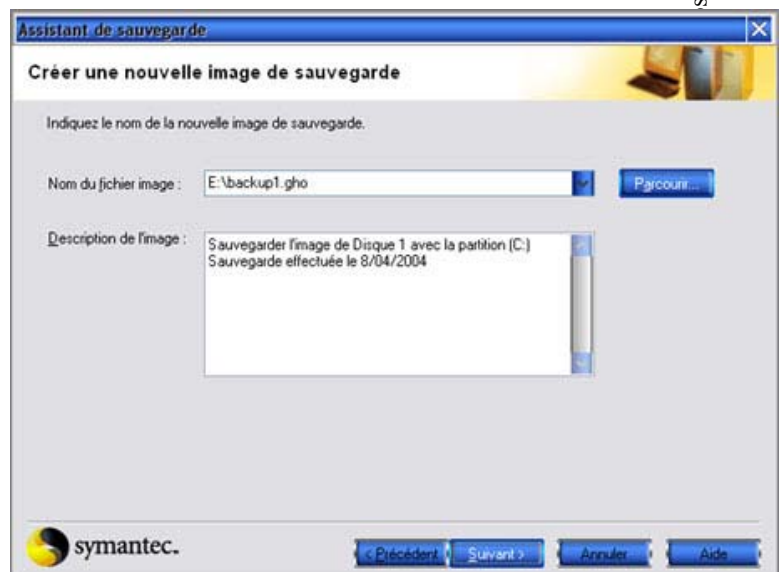 Assistant de sauvegarde
Créer une nouvelle image de sauvegarde
Indiquez le nom de la nouvelle image de sauvegarde.
Nom du fichier image :
E:\backup1.gho
Parcourir...
Description de l'image :
Sauvegarder l'image de Disque 1 avec la partition (C:)
Sauvegarde effectuée le 8/04/2004
symantec.
< Précédent
Suivant >
Annuler
Aide